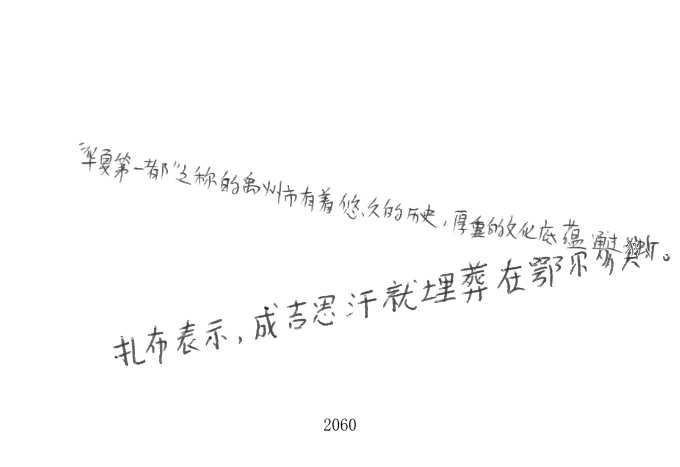 “华夏第一都”之称的禹州市有着悠久的历史，厚重的文化底蕴
扎布表示，成吉思汗就埋葬在鄂尔多
2060